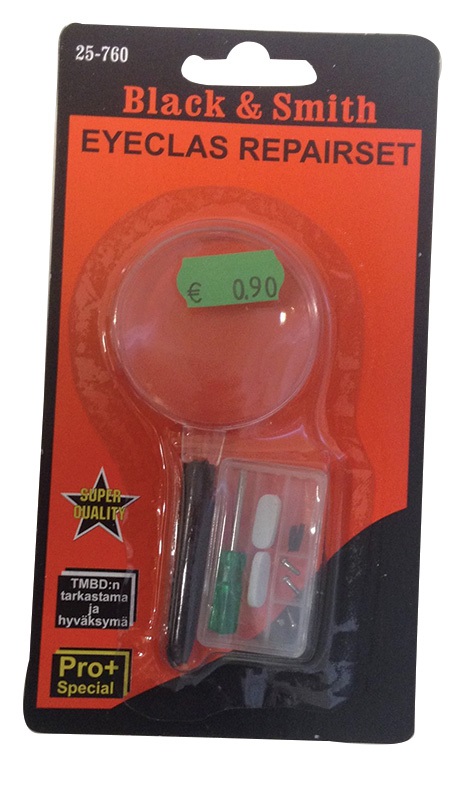 25-760
Black & Smith
EYECLAS REPAIRSET
€ 0.90
SUPER
QUALITY
TMBD:n
tarkastama
ja
hyväksymä
Pro+
Special